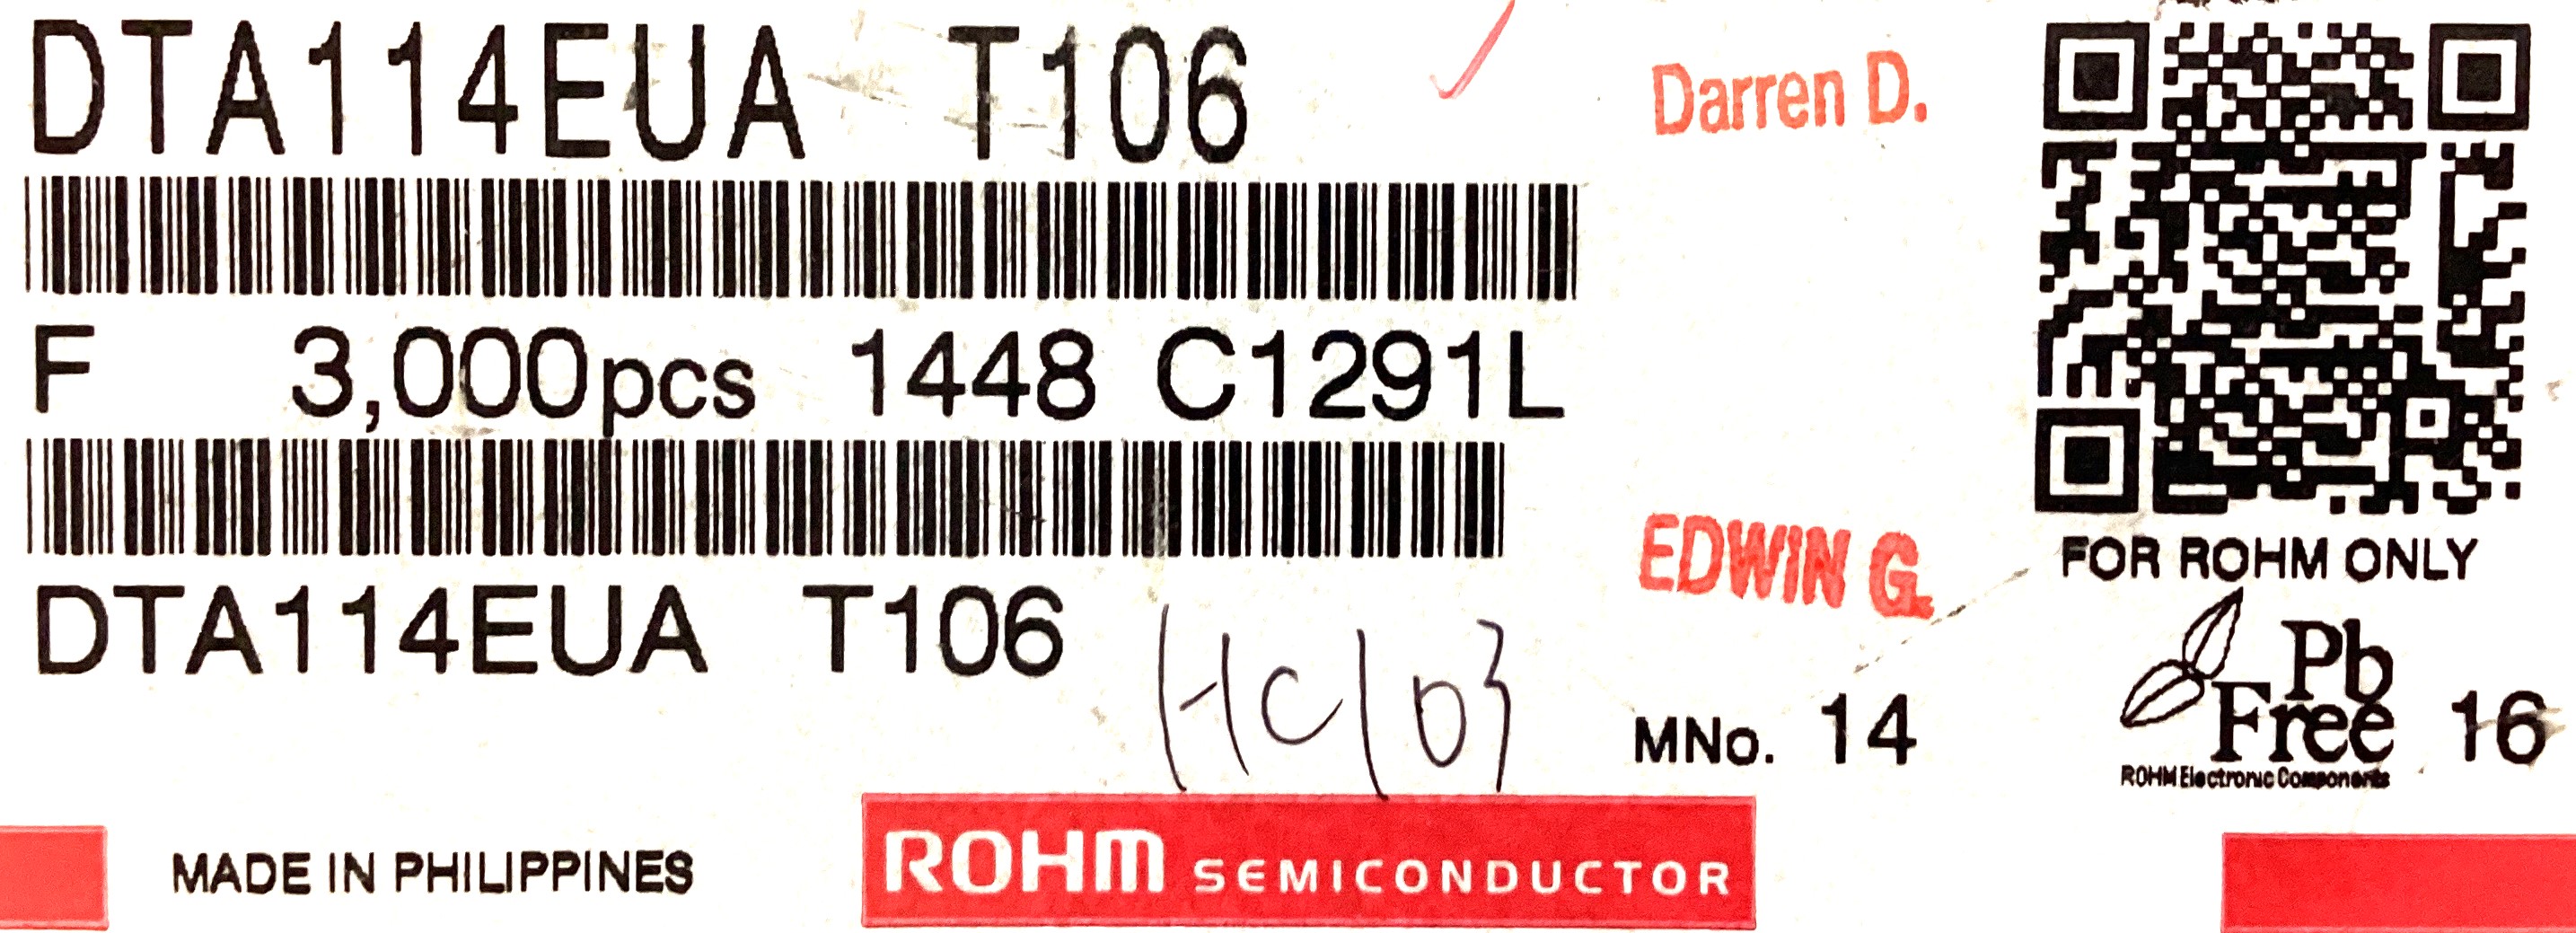 DTA114EUA T106
Darren D.
F 3,000pcs 1448 C1291L
EDWIN G.
FOR ROHM ONLY
DTA114EUA T106
MNo. 14
Pb
Free
16
ROHM Electronic Components
MADE IN PHILIPPINES
ROHM SEMICONDUCTOR